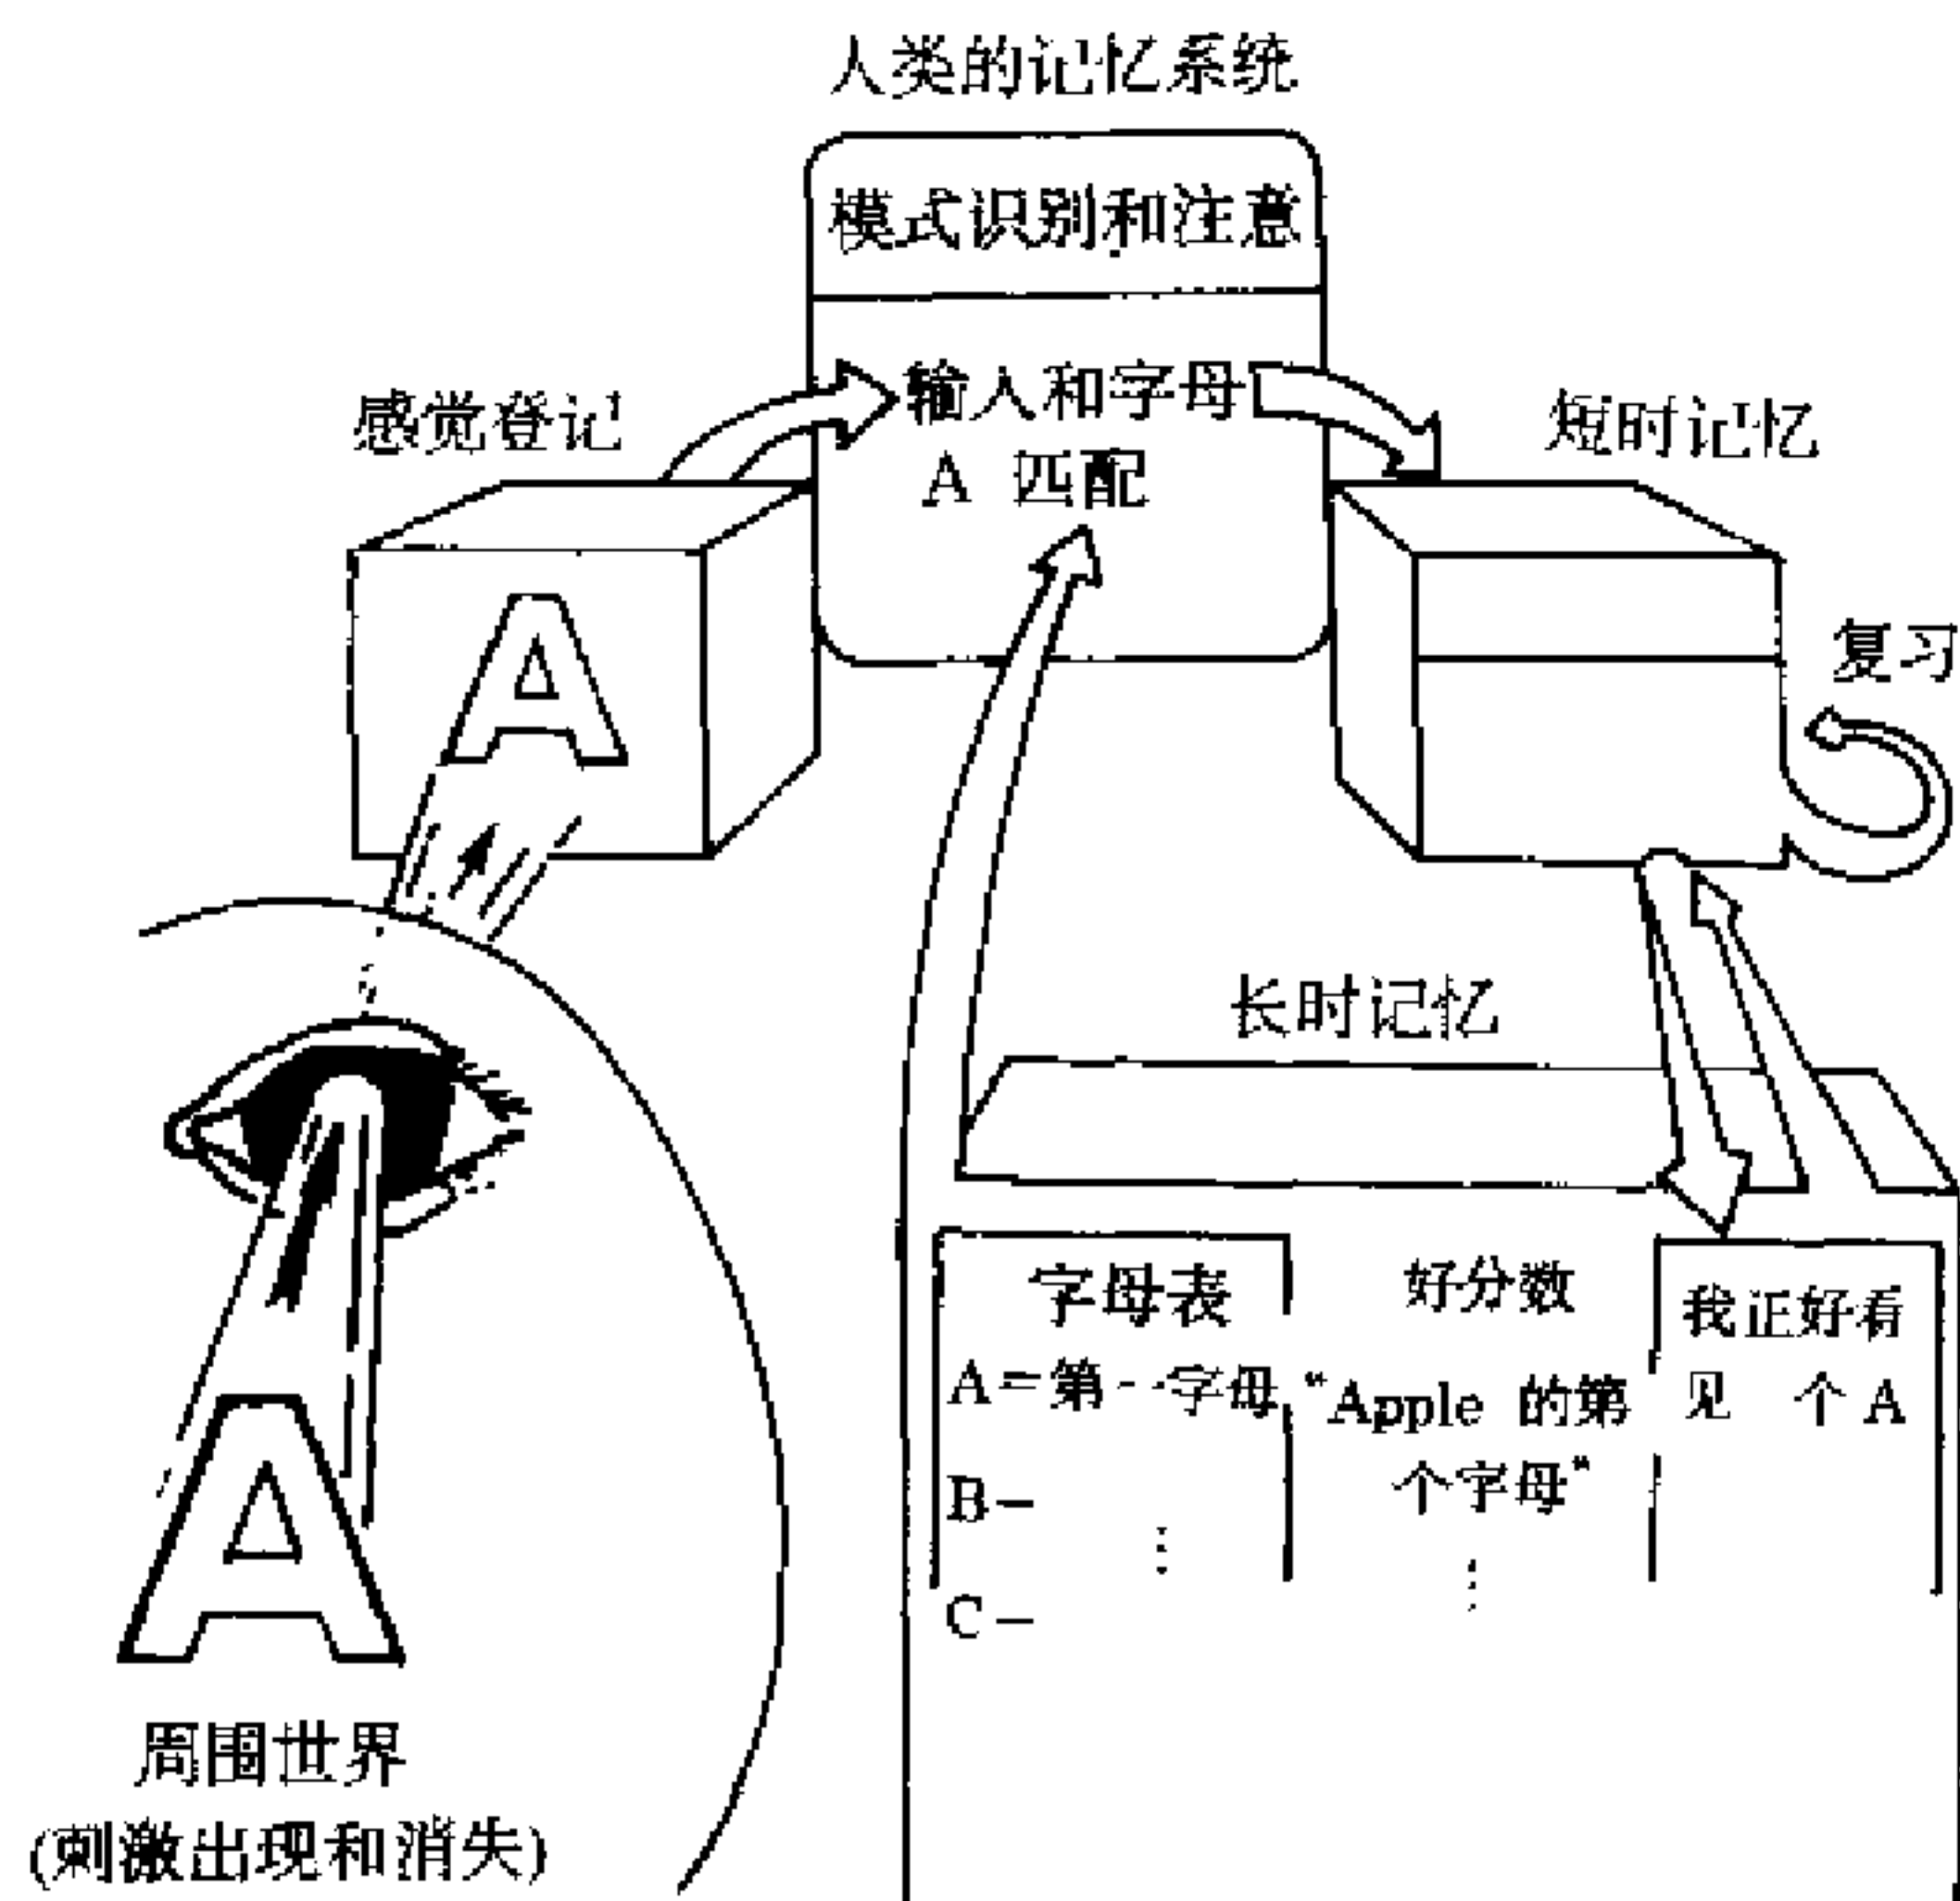 人类的记忆系统
模式识别和注意
感觉登记
输入和字母
A 匹配
短时记忆
复习
A
长时记忆
字母表
A=第一字母
B—
⋮
C—
好分数
“Apple 的第
个字母”
⋮
我正好看
见 个 A
A
周围世界
(刺激出现和消失)